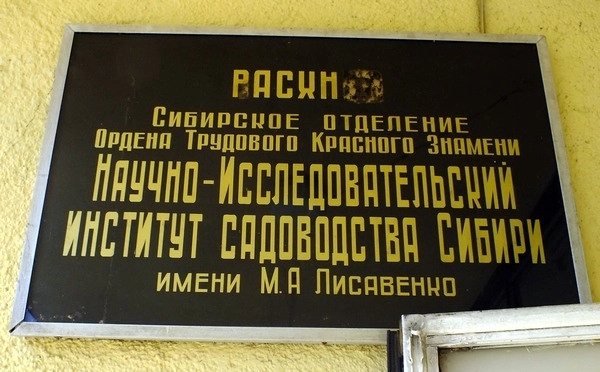 РАСХН
Сибирское отделение
Ордена Трудового Красного Знамени
Научно-Исследовательский
институт садоводства Сибири
имени М.А Лисавенко